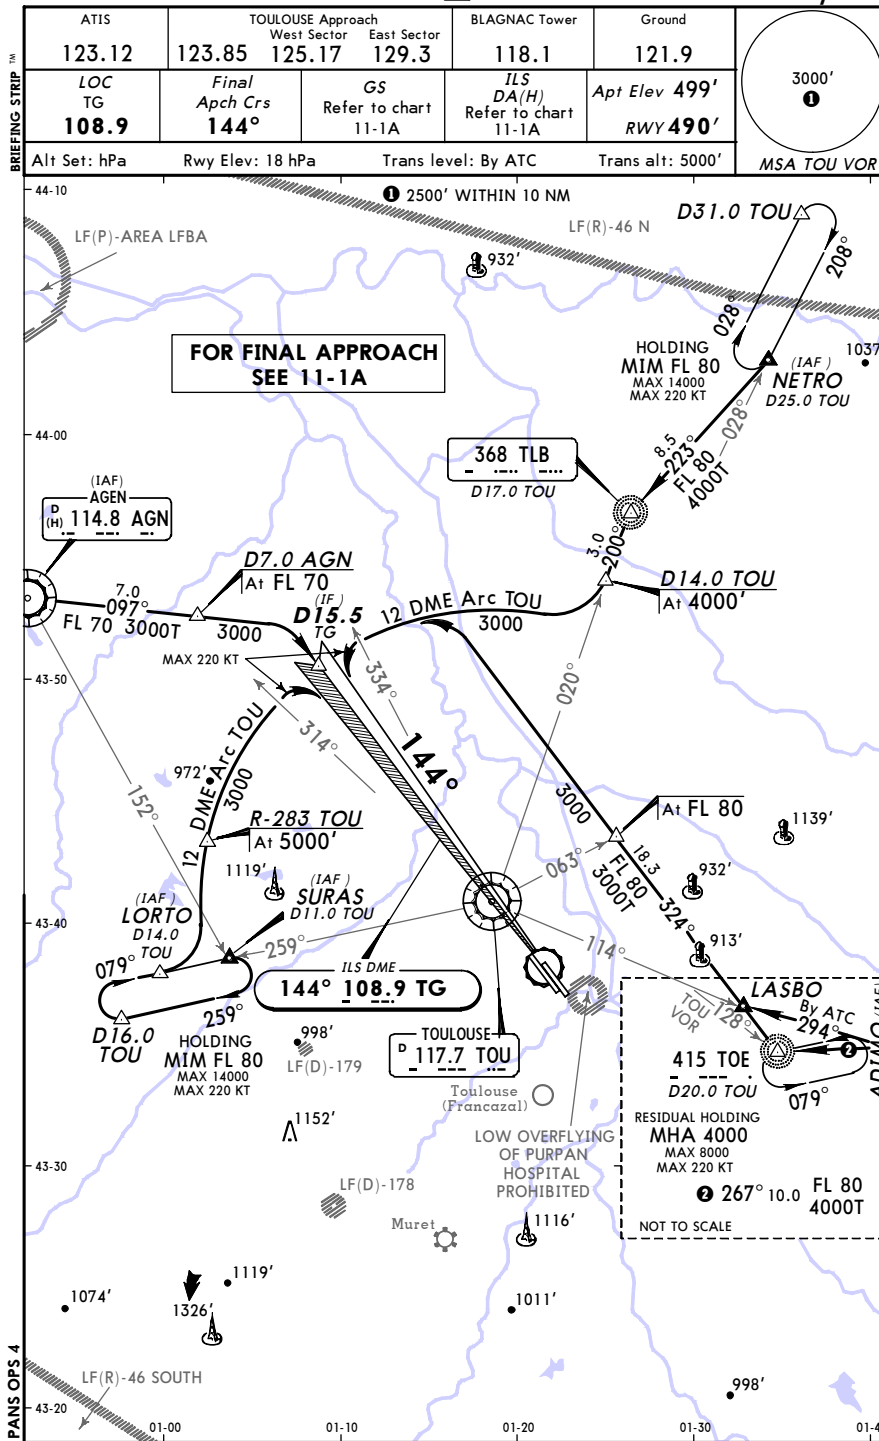 ATIS
123.12
TOULOUSE Approach
West Sector East Sector
123.85 125.17 129.3
BLAGNAC Tower
118.1
Ground
121.9
BRIEFING STRIP ™
LOC
TG
108.9
Final
Apch Crs
144°
GS
Refer to chart
11-1A
ILS
DA(H)
Refer to chart
11-1A
Apt Elev 499'
RWY 490'
3000'
1
MSA TOU VOR
Alt Set: hPa Rwy Elev: 18 hPa Trans level: By ATC Trans alt: 5000'
44-10
1 2500' WITHIN 10 NM
LF(R)-46 N
LF(P)-AREA LFBA
932'
D31.0 TOU
208°
028°
FOR FINAL APPROACH
SEE 11-1A
HOLDING
MIM FL 80
MAX 14000
MAX 220 KT
(IAF)
NETRO
D25.0 TOU
1037'
028°
44-00
8.5
223°
FL 80
4000T
368 TLB
D17.0 TOU
(IAF)
AGEN
D
(H) 114.8 AGN
3.0
200°
D7.0 AGN
At FL 70
D14.0 TOU
At 4000'
7.0
097°
FL 70 3000T
3000
(IF)
D15.5
TG
12 DME Arc TOU
3000
MAX 220 KT
43-50
334°
314°
020°
144°
12 DME Arc TOU
3000
972'
152°
R-283 TOU
At 5000'
3000
At FL 80
1139'
063°
18.3
FL 80
3000T
324°
932'
1119'
(IAF)
SURAS
D11.0 TOU
(IAF)
LORTO
D14.0
TOU
43-40
259°
114°
913'
079°
259°
D16.0
TOU
ILS DME
144° 108.9 TG
LASBO
By ATC
294°
TOU
VOR
128°
2
ARIMO (IAF)
HOLDING
MIM FL 80
MAX 14000
MAX 220 KT
998'
LF(D)-179
TOULOUSE
D 117.7 TOU
415 TOE
D20.0 TOU
079°
Toulouse
(Francazal)
1152'
LOW OVERFLYING
OF PURPAN
HOSPITAL
PROHIBITED
RESIDUAL HOLDING
MHA 4000
MAX 8000
MAX 220 KT
43-30
LF(D)-178
2 267° 10.0 FL 80
4000T
NOT TO SCALE
Muret
1116'
1119'
1074'
1326'
1011'
LF(R)-46 SOUTH
998'
PANS OPS 4
43-20
01-00 01-10 01-20 01-30 01-4